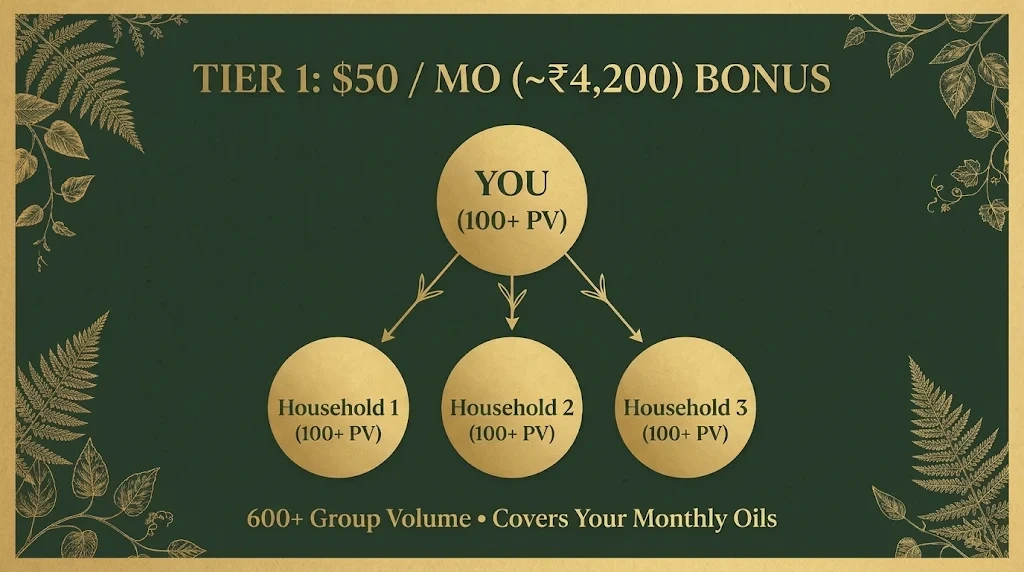 TIER 1: $50 / MO (~₹4,200) BONUS
YOU
(100+ PV)
Household 1
(100+ PV)
Household 2
(100+ PV)
Household 3
(100+ PV)
600+ Group Volume • Covers Your Monthly Oils